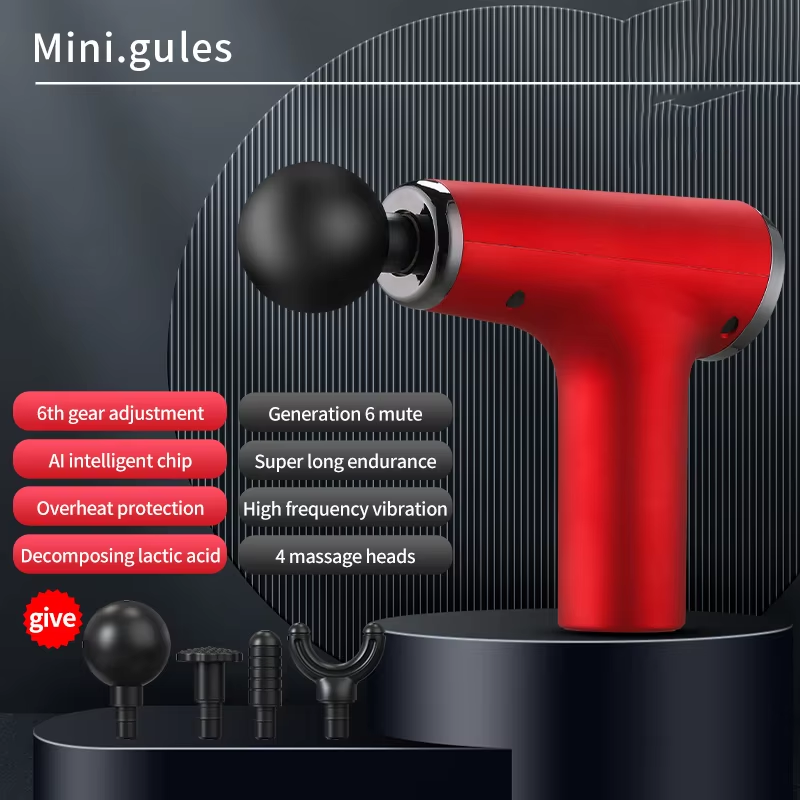 Mini.gules
6th gear adjustment
Generation 6 mute
AI intelligent chip
Super long endurance
Overheat protection
High frequency vibration
Decomposing lactic acid
4 massage heads
give